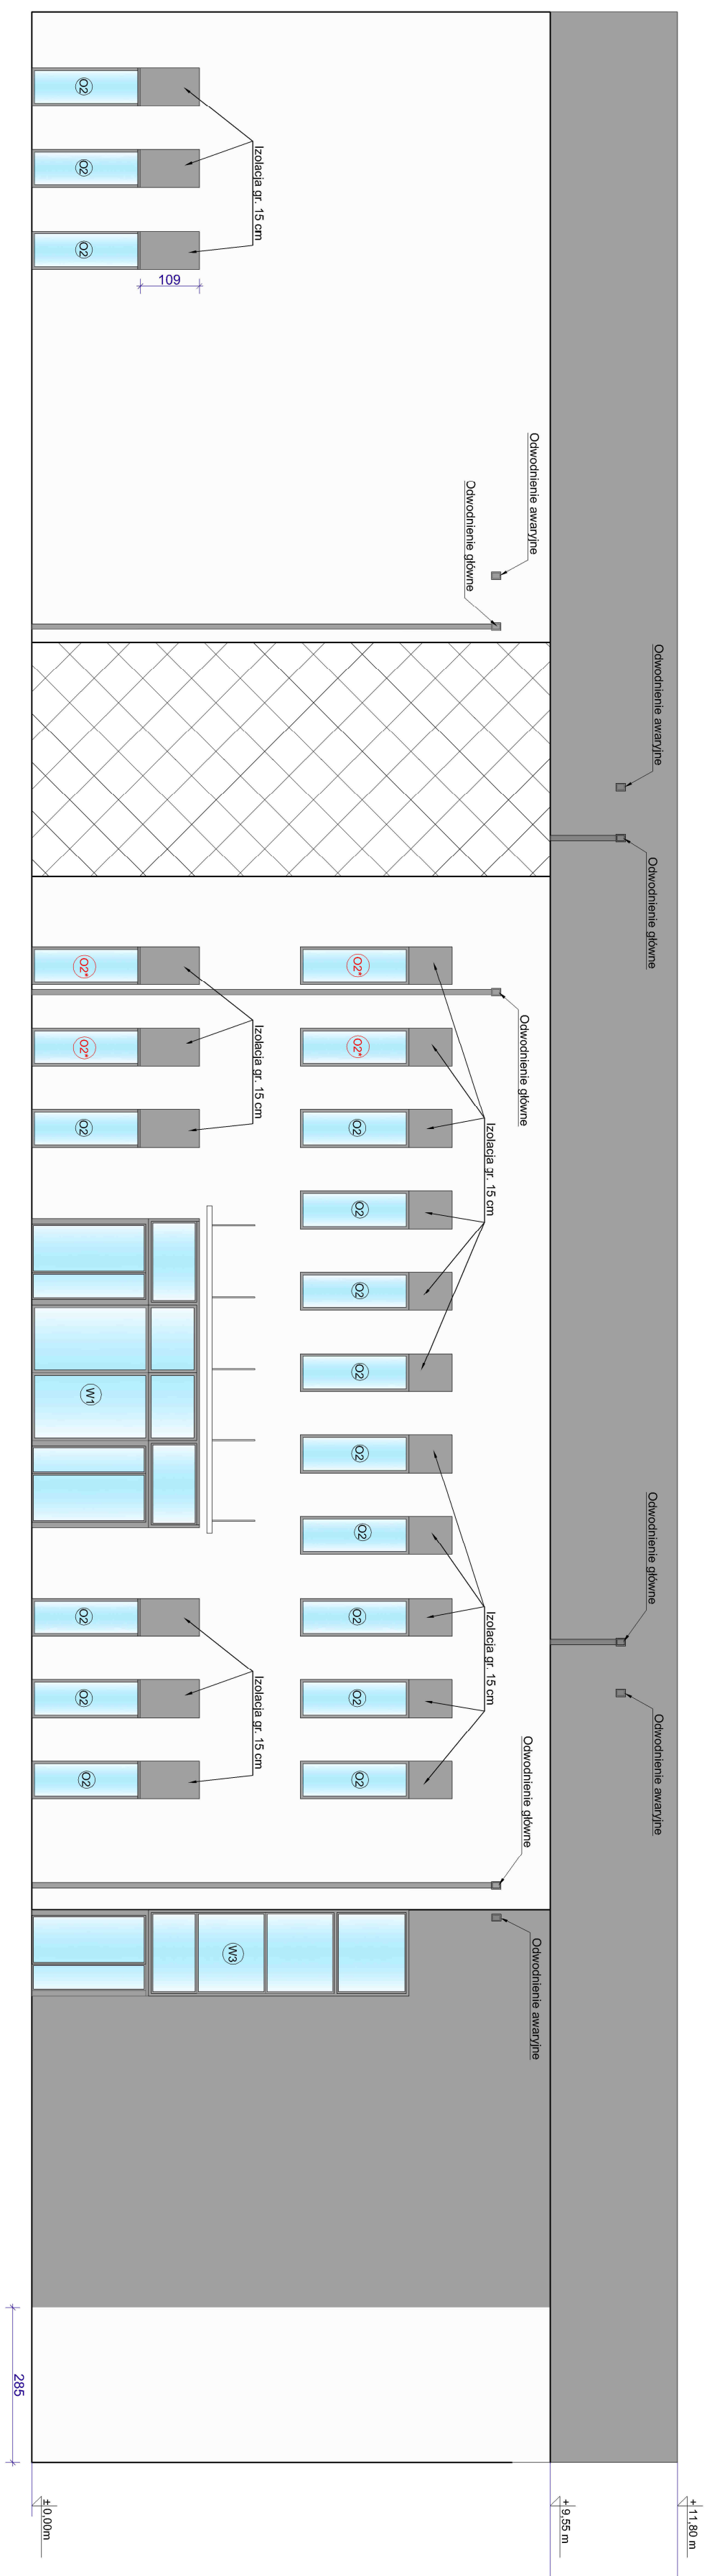 + 11,80 m
Odwodnienie awaryjne
Odwodnienie główne
Odwodnienie główne
Odwodnienie awaryjne
+ 9,55 m
Odwodnienie awaryjne
Odwodnienie główne
Odwodnienie główne
Odwodnienie awaryjne
Odwodnienie główne
Izolacja gr. 15 cm
Izolacja gr. 15 cm
O2*
O2*
O2
O2
O2
O2
O2
O2
O2
O2
O2
Izolacja gr. 15 cm
Izolacja gr. 15 cm
Izolacja gr. 15 cm
W3
109
O2
O2
O2
O2*
O2*
O2
W1
O2
O2
O2
± 0,00m
285